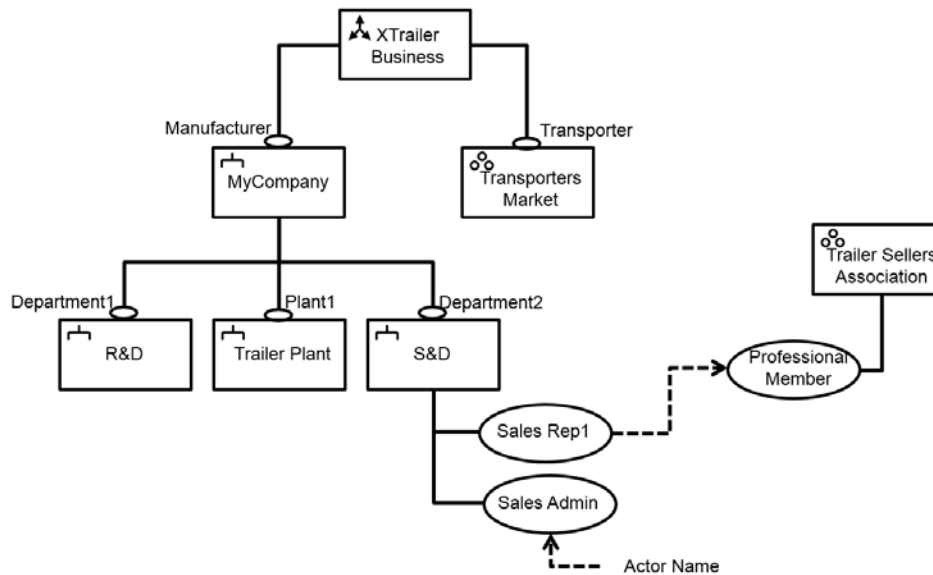 XTrailer
Business
Manufacturer
Transporter
MyCompany
Transporters
Market
Trailer Sellers
Association
Department1
Plant1
Department2
R&D
Trailer Plant
S&D
Professional
Member
Sales Rep1
Sales Admin
Actor Name